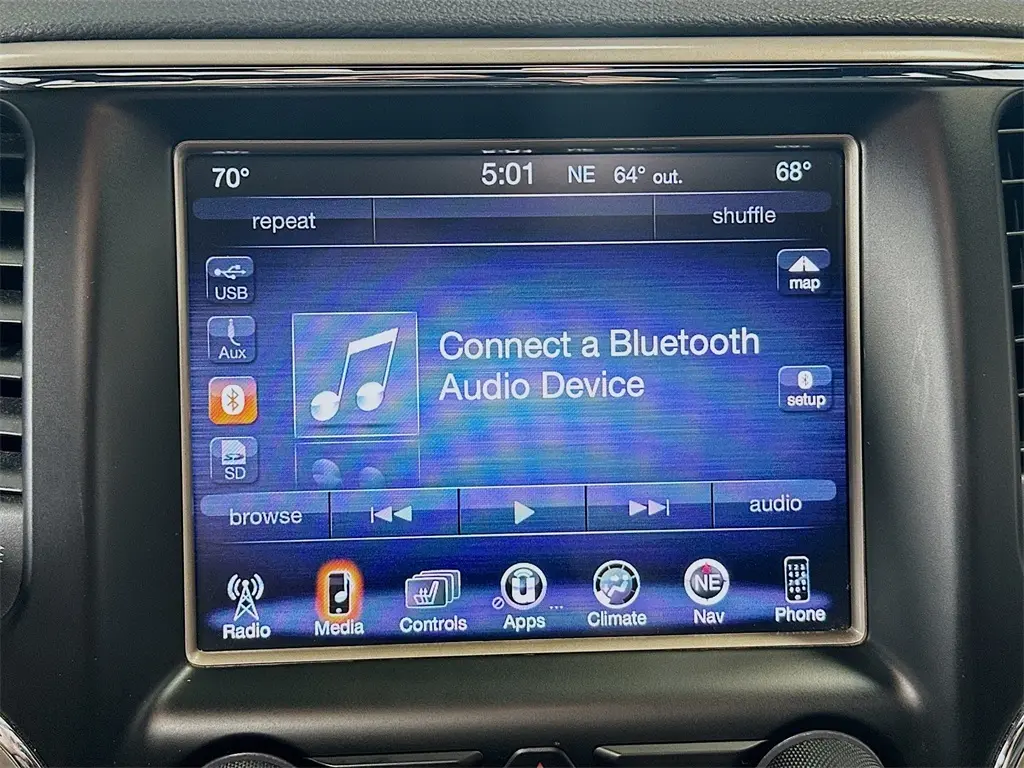 70° 5:01 NE 64° out. 68°
repeat shuffle
USB
map
Aux
Connect a Bluetooth
Audio Device
setup
SD
browse audio
NE
Radio Media Controls Apps Climate Nav Phone